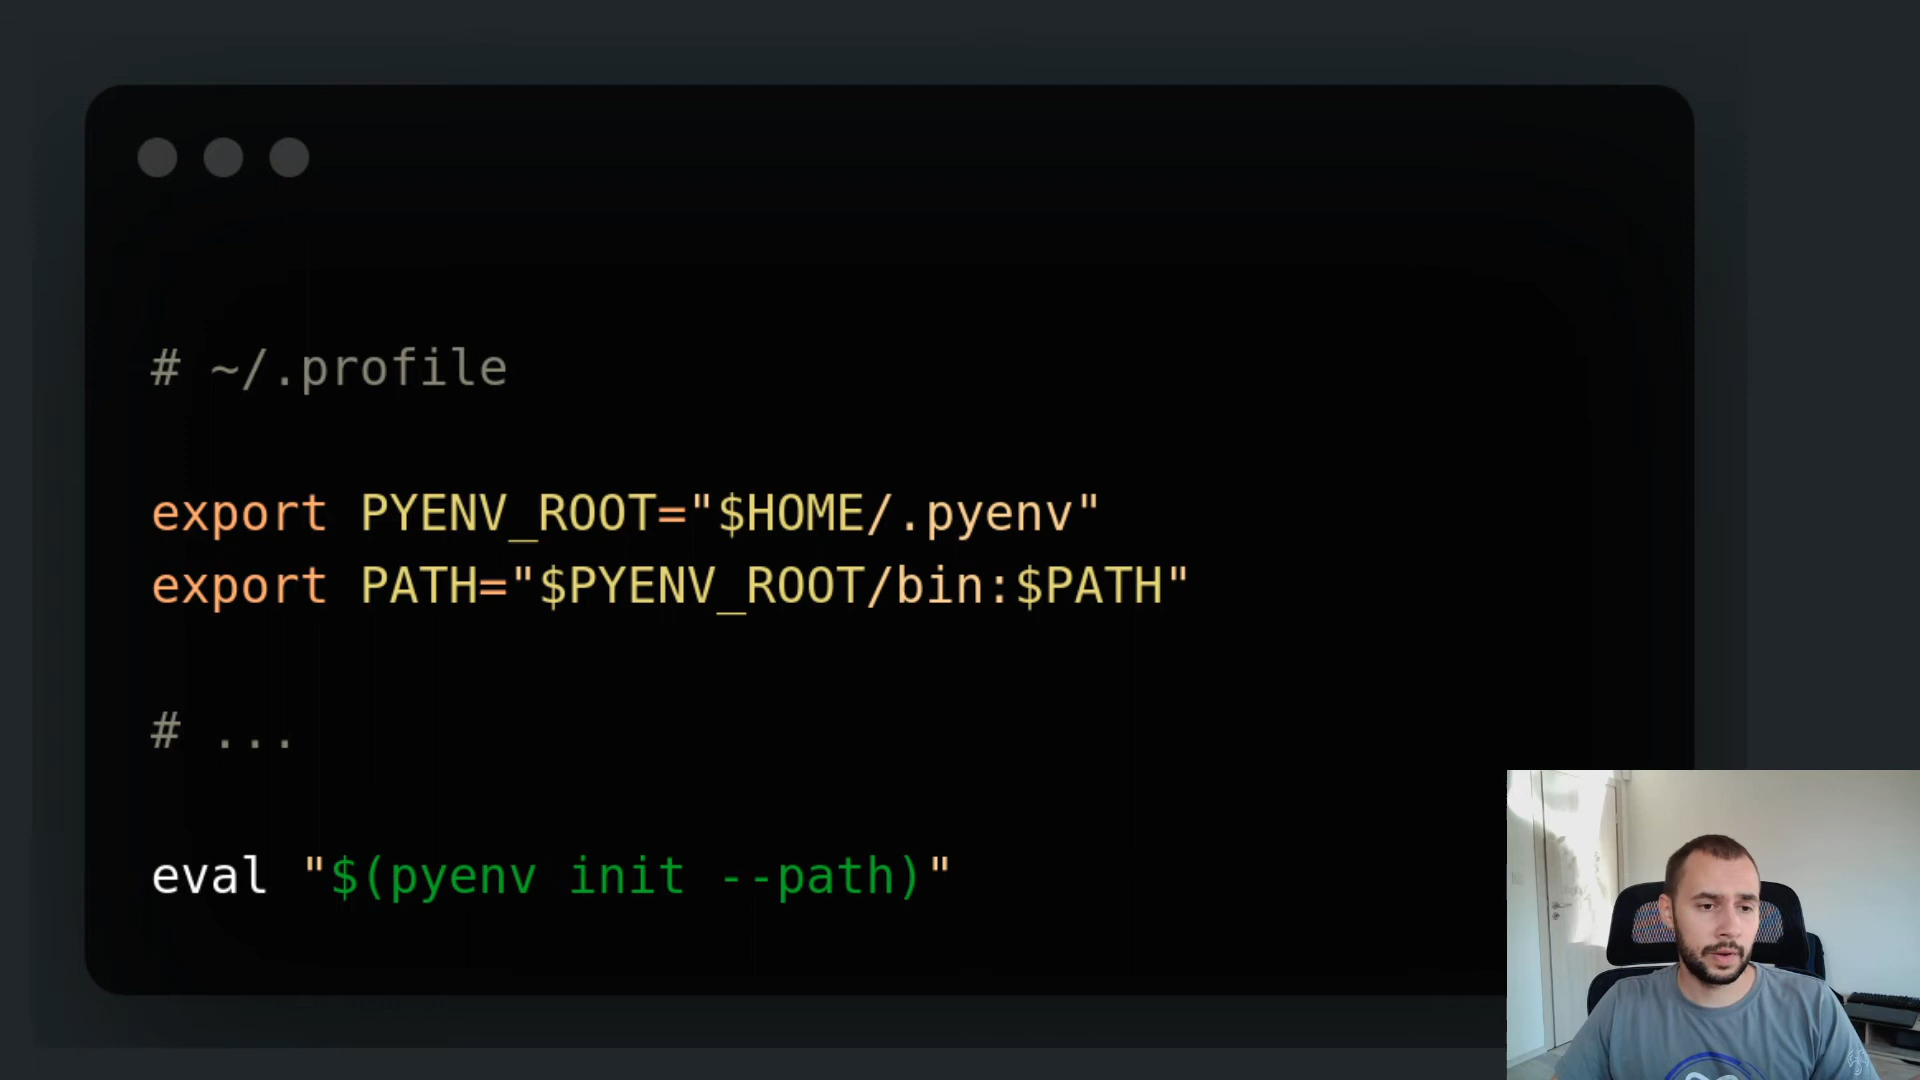 # ~/.profile
export PYENV_ROOT="$HOME/.pyenv"
export PATH="$PYENV_ROOT/bin:$PATH"
# ...
eval "$(pyenv init --path)"